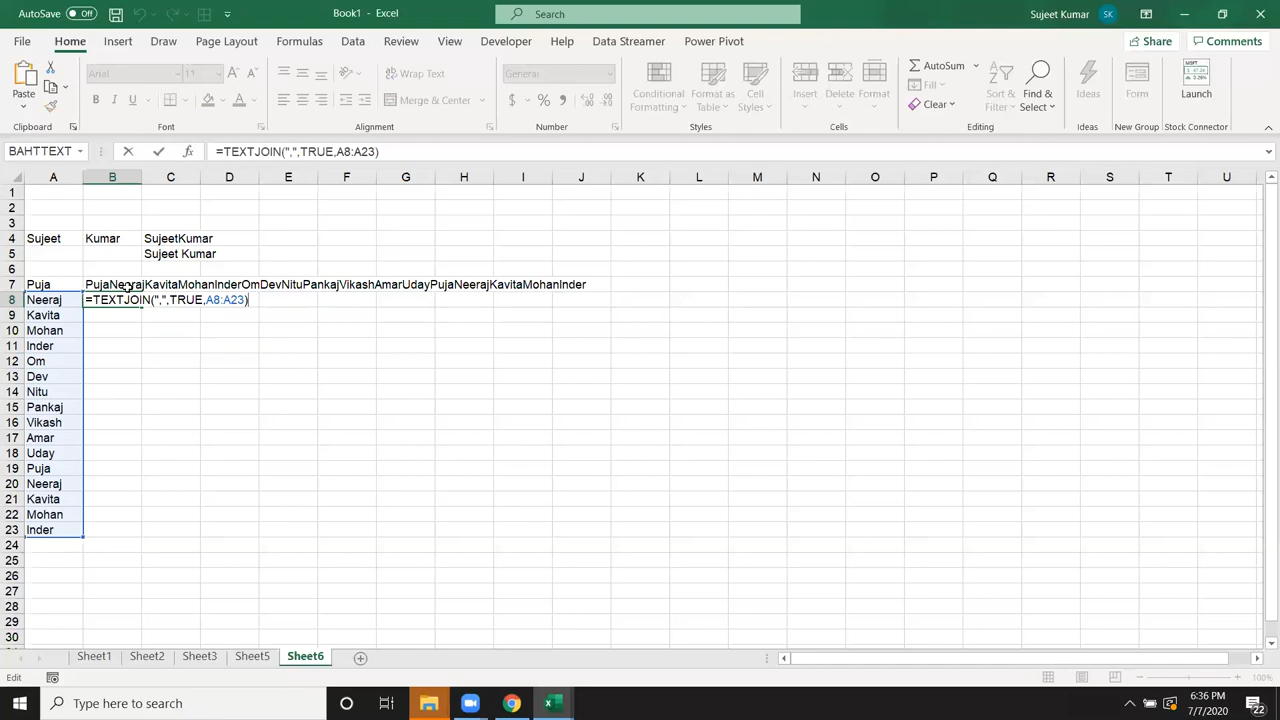 AutoSave Off Book1 - Excel Search Sujeet Kumar SK
File Home Insert Draw Page Layout Formulas Data Review View Developer Help Data Streamer Power Pivot Share Comments
Paste Arial 11 Wrap Text General Conditional Format as Cell Insert Delete Format AutoSum Sort & Find & Ideas Form Launch
B I U Merge & Center $ % Formatting Table Styles Fill Clear Filter Select
Clipboard Font Alignment Number Styles Cells Editing Ideas New Group Stock Connector
BAHTTEXT fx =TEXTJOIN(",",TRUE,A8:A23)
A B C D E F G H I J K L M N O P Q R S T U
1
2
3
4 Sujeet Kumar SujeetKumar
5 Sujeet Kumar
6
7 Puja PujaNeerajKavitaMohanInderOmDevNituPankajVikashAmarUdayPujaNeerajKavitaMohanInder
8 Neeraj =TEXTJOIN(",",TRUE,A8:A23)
9 Kavita
10 Mohan
11 Inder
12 Om
13 Dev
14 Nitu
15 Pankaj
16 Vikash
17 Amar
18 Uday
19 Puja
20 Neeraj
21 Kavita
22 Mohan
23 Inder
24
25
26
27
28
29
30
Sheet1 Sheet2 Sheet3 Sheet5 Sheet6
Edit 100%
Type here to search 6:36 PM
7/7/2020 22